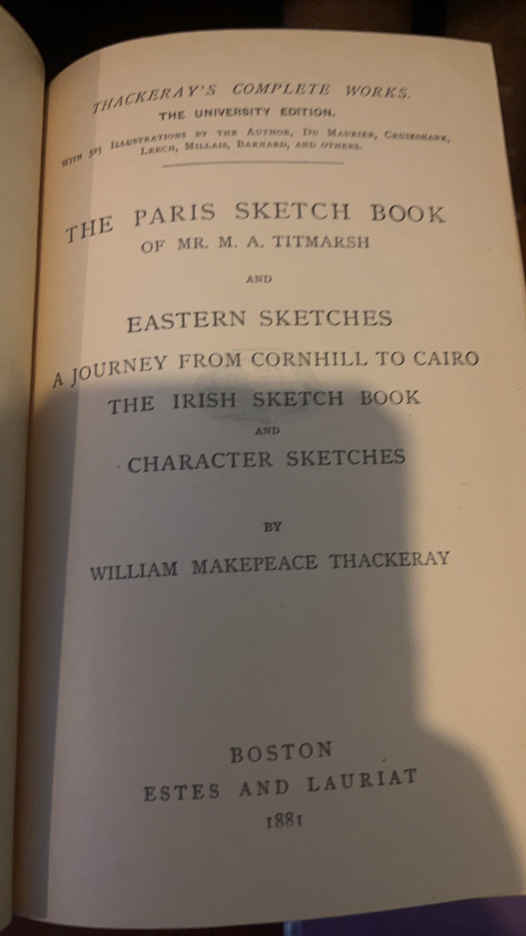 THACKERAY'S COMPLETE WORKS.
THE UNIVERSITY EDITION.
WITH 505 ILLUSTRATIONS BY THE AUTHOR, DU MAURIER, CRUIKSHANK,
LEECH, MILLAIS, BARNARD, AND OTHERS.
THE PARIS SKETCH BOOK
OF MR. M. A. TITMARSH
AND
EASTERN SKETCHES
A JOURNEY FROM CORNHILL TO CAIRO
THE IRISH SKETCH BOOK
AND
CHARACTER SKETCHES
BY
WILLIAM MAKEPEACE THACKERAY
BOSTON
ESTES AND LAURIAT
1881